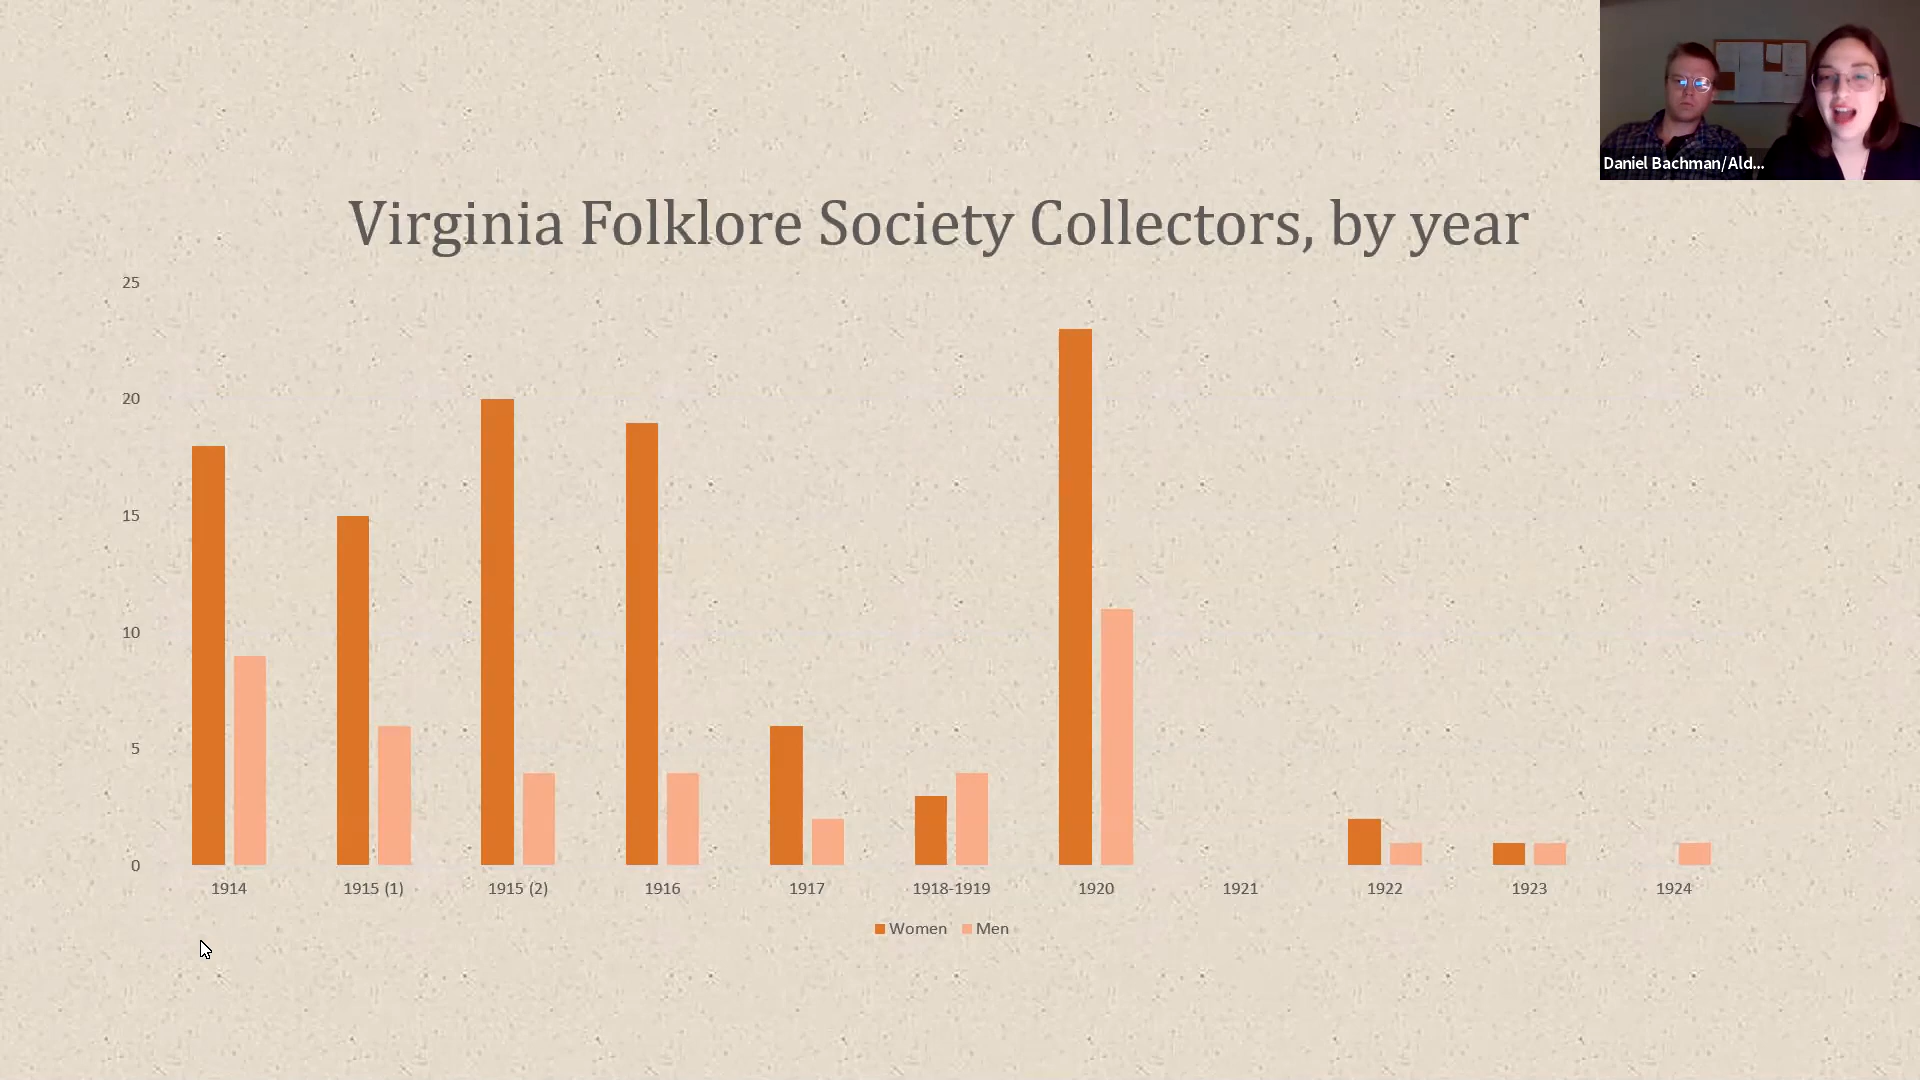 Daniel Bachman/Ald...
Virginia Folklore Society Collectors, by year
25
20
15
10
5
0
1914 1915 (1) 1915 (2) 1916 1917 1918-1919 1920 1921 1922 1923 1924
Women Men